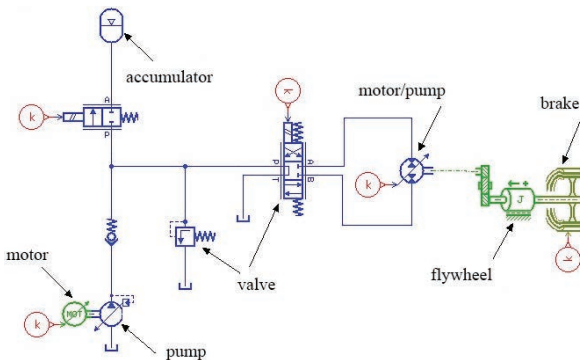 accumulator
k
A
P
k
motor/pump
brake
P
T
A
B
k
J
k
flywheel
valve
motor
MOT
k
pump